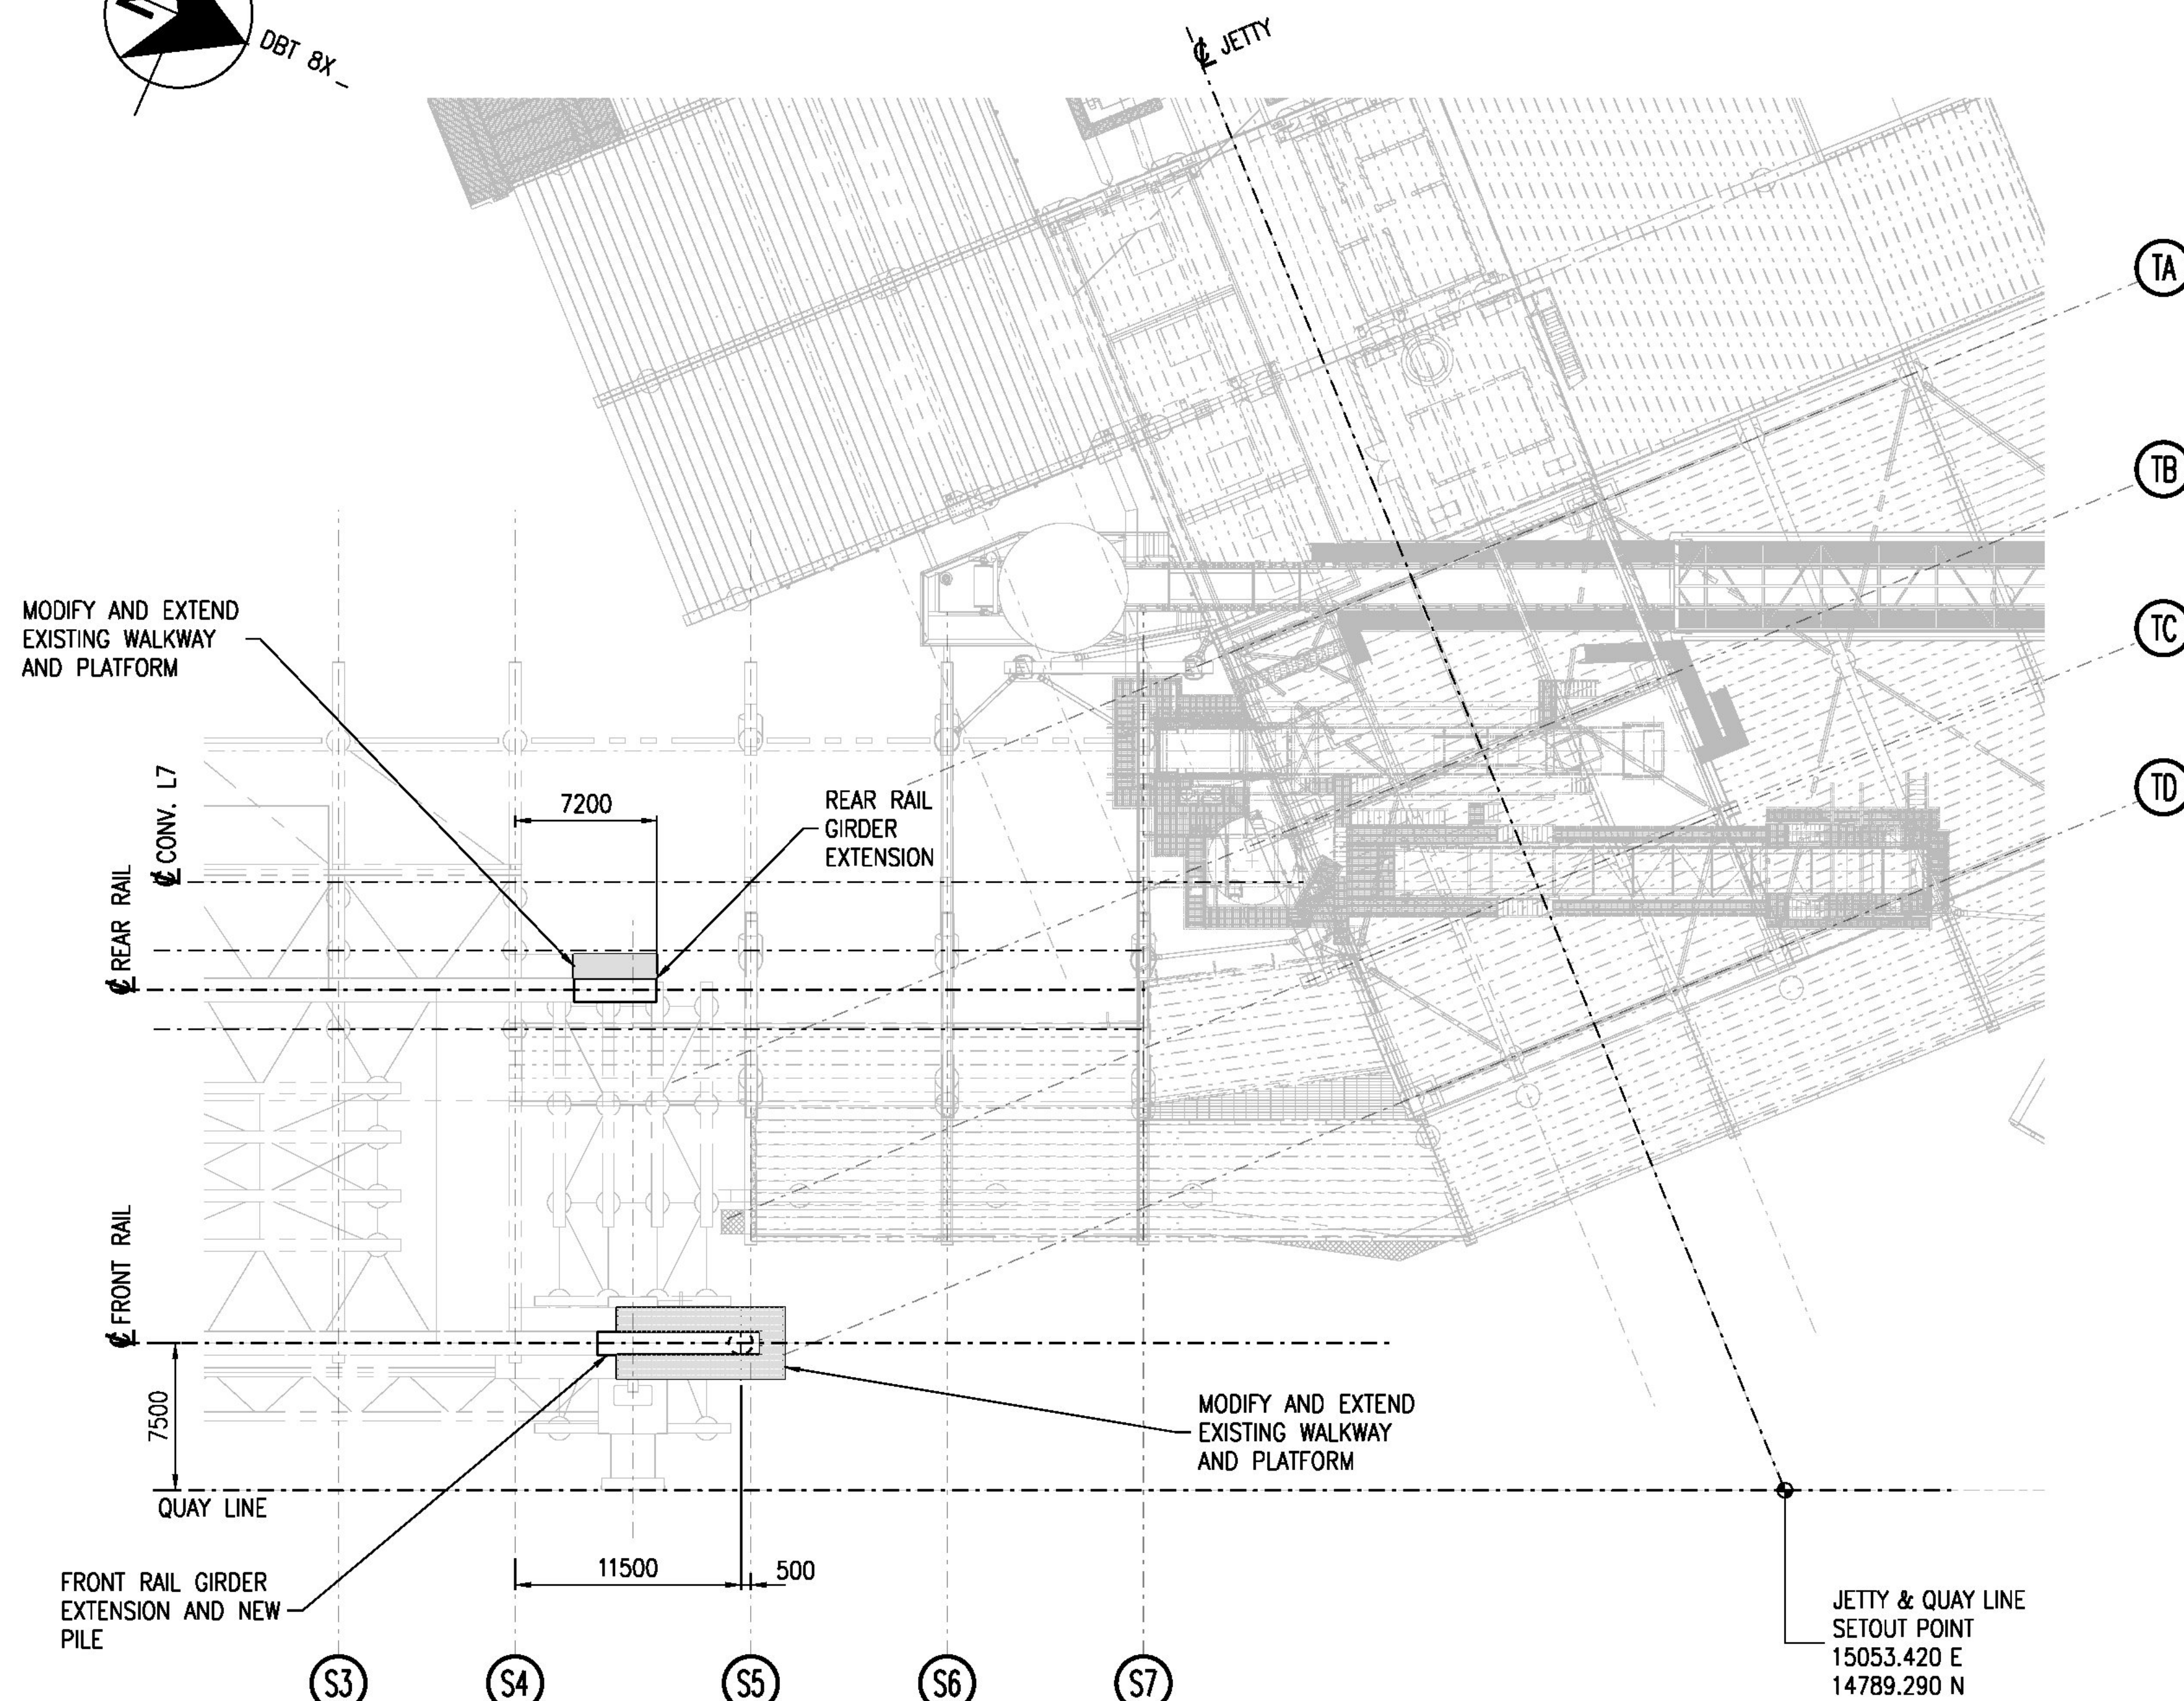 DBT 8X_
℄ JETTY
TA
TB
TC
TD
MODIFY AND EXTEND
EXISTING WALKWAY
AND PLATFORM
℄ CONV. L7
7200
REAR RAIL
GIRDER
EXTENSION
℄ REAR RAIL
℄ FRONT RAIL
7500
MODIFY AND EXTEND
EXISTING WALKWAY
AND PLATFORM
QUAY LINE
11500
500
FRONT RAIL GIRDER
EXTENSION AND NEW
PILE
JETTY & QUAY LINE
SETOUT POINT
15053.420 E
14789.290 N
S3
S4
S5
S6
S7